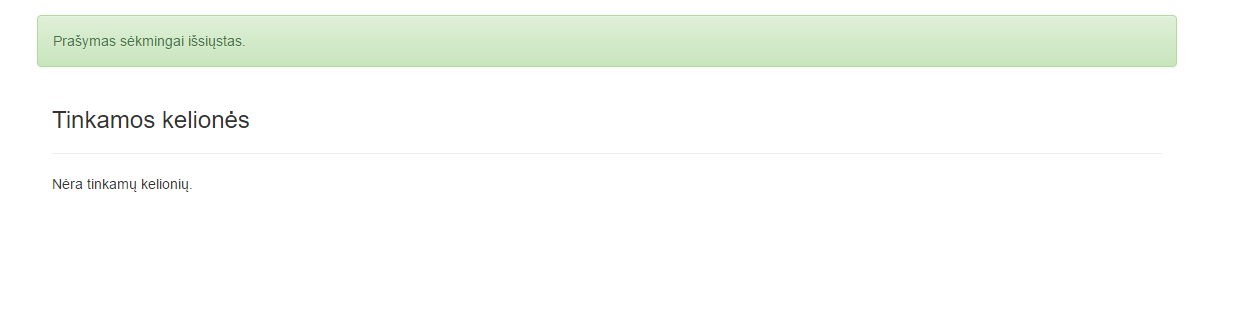 Prašymas sėkmingai išsiųstas.
Tinkamos kelionės
Nėra tinkamų kelionių.